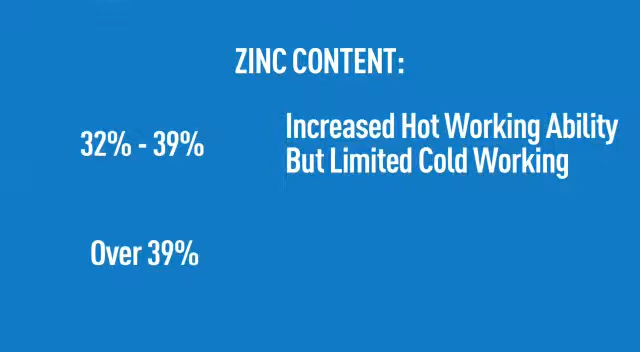 ZINC CONTENT:
32% - 39%
Increased Hot Working Ability
But Limited Cold Working
Over 39%